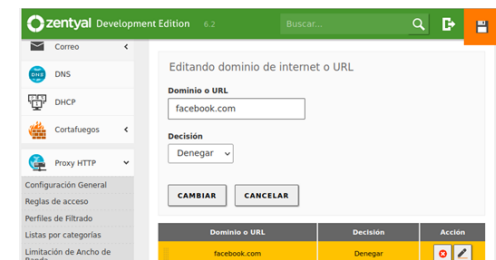 zentyal Development Edition 6.2 Buscar...
Correo
DNS
DHCP
Cortafuegos
Proxy HTTP
Configuración General
Reglas de acceso
Perfiles de Filtrado
Listas por categorías
Limitación de Ancho de
Banda
Editando dominio de internet o URL
Dominio o URL
facebook.com
Decisión
Denegar
CAMBIAR CANCELAR
Dominio o URL Decisión Acción
facebook.com Denegar